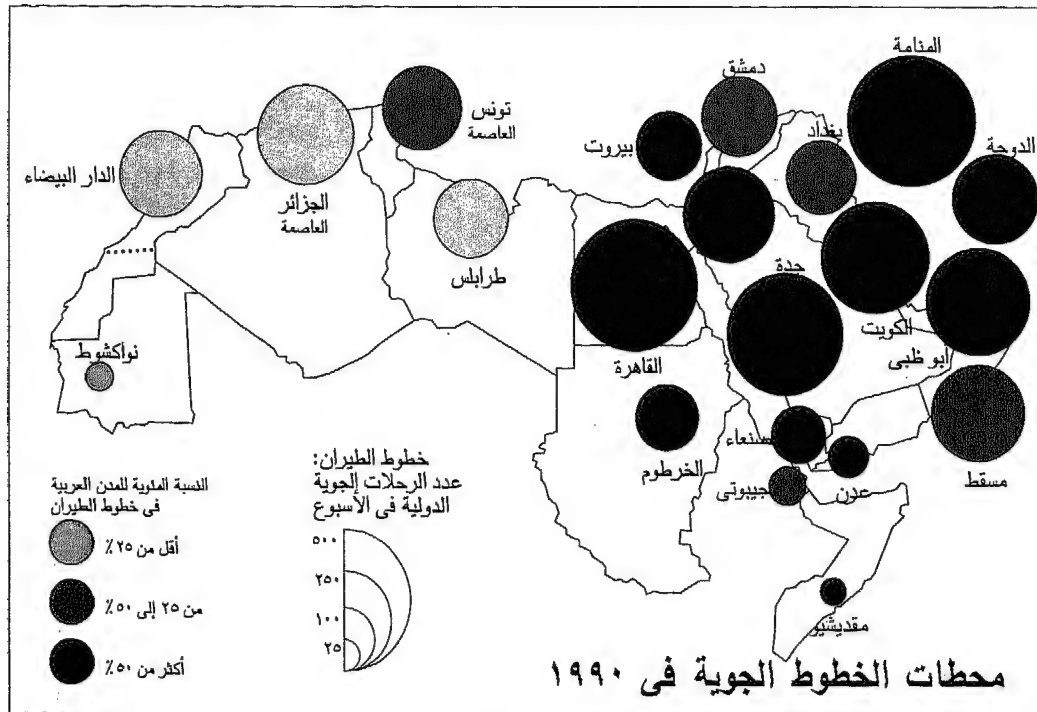 المنامة
دمشق
تونس
العاصمة
بغداد
بيروت
الدوحة
الدار البيضاء
الجزائر
العاصمة
طرابلس
جدة
الكويت
نواكشوط
القاهرة
أبو ظبى
صنعاء
الخرطوم
مسقط
عدن
جيبوتى
مقديشيو
خطوط الطيران:
عدد الرحلات الجوية
الدولية فى الأسبوع
٥٠٠
٢٥٠
١٠٠
٢٥
النسبة المئوية للمدن العربية
فى خطوط الطيران
أقل من ٢٥٪
من ٢٥ إلى ٥٠٪
أكثر من ٥٠٪
محطات الخطوط الجوية فى ١٩٩٠